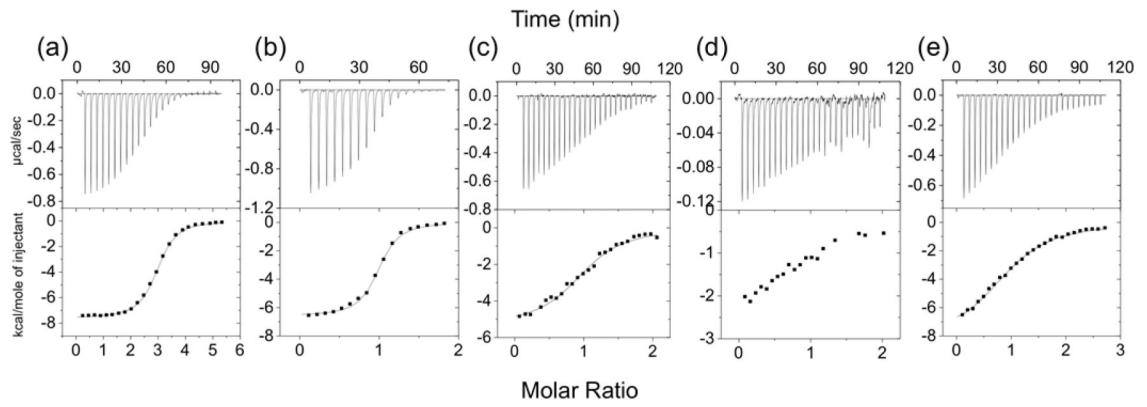 Time (min)
(a) (b) (c) (d) (e)
0 30 60 90 0 30 60 90 0 30 60 90 120 0 30 60 90 120 0 30 60 90 120
µcal/sec
0.0 -0.2 -0.4 -0.6 -0.8
0.0 -0.4 -0.8 -1.2
0.0 -0.2 -0.4 -0.6 -0.8
0.00 -0.04 -0.08 -0.12
0.0 -0.2 -0.4 -0.6 -0.8
kcal/mole of injectant
0 -2 -4 -6 -8
0 -2 -4 -6 -8
0 -2 -4 -6
0 -1 -2 -3
0 -2 -4 -6 -8
0 1 2 3 4 5 6 0 1 2 0 1 2 0 1 2 0 1 2 3
Molar Ratio